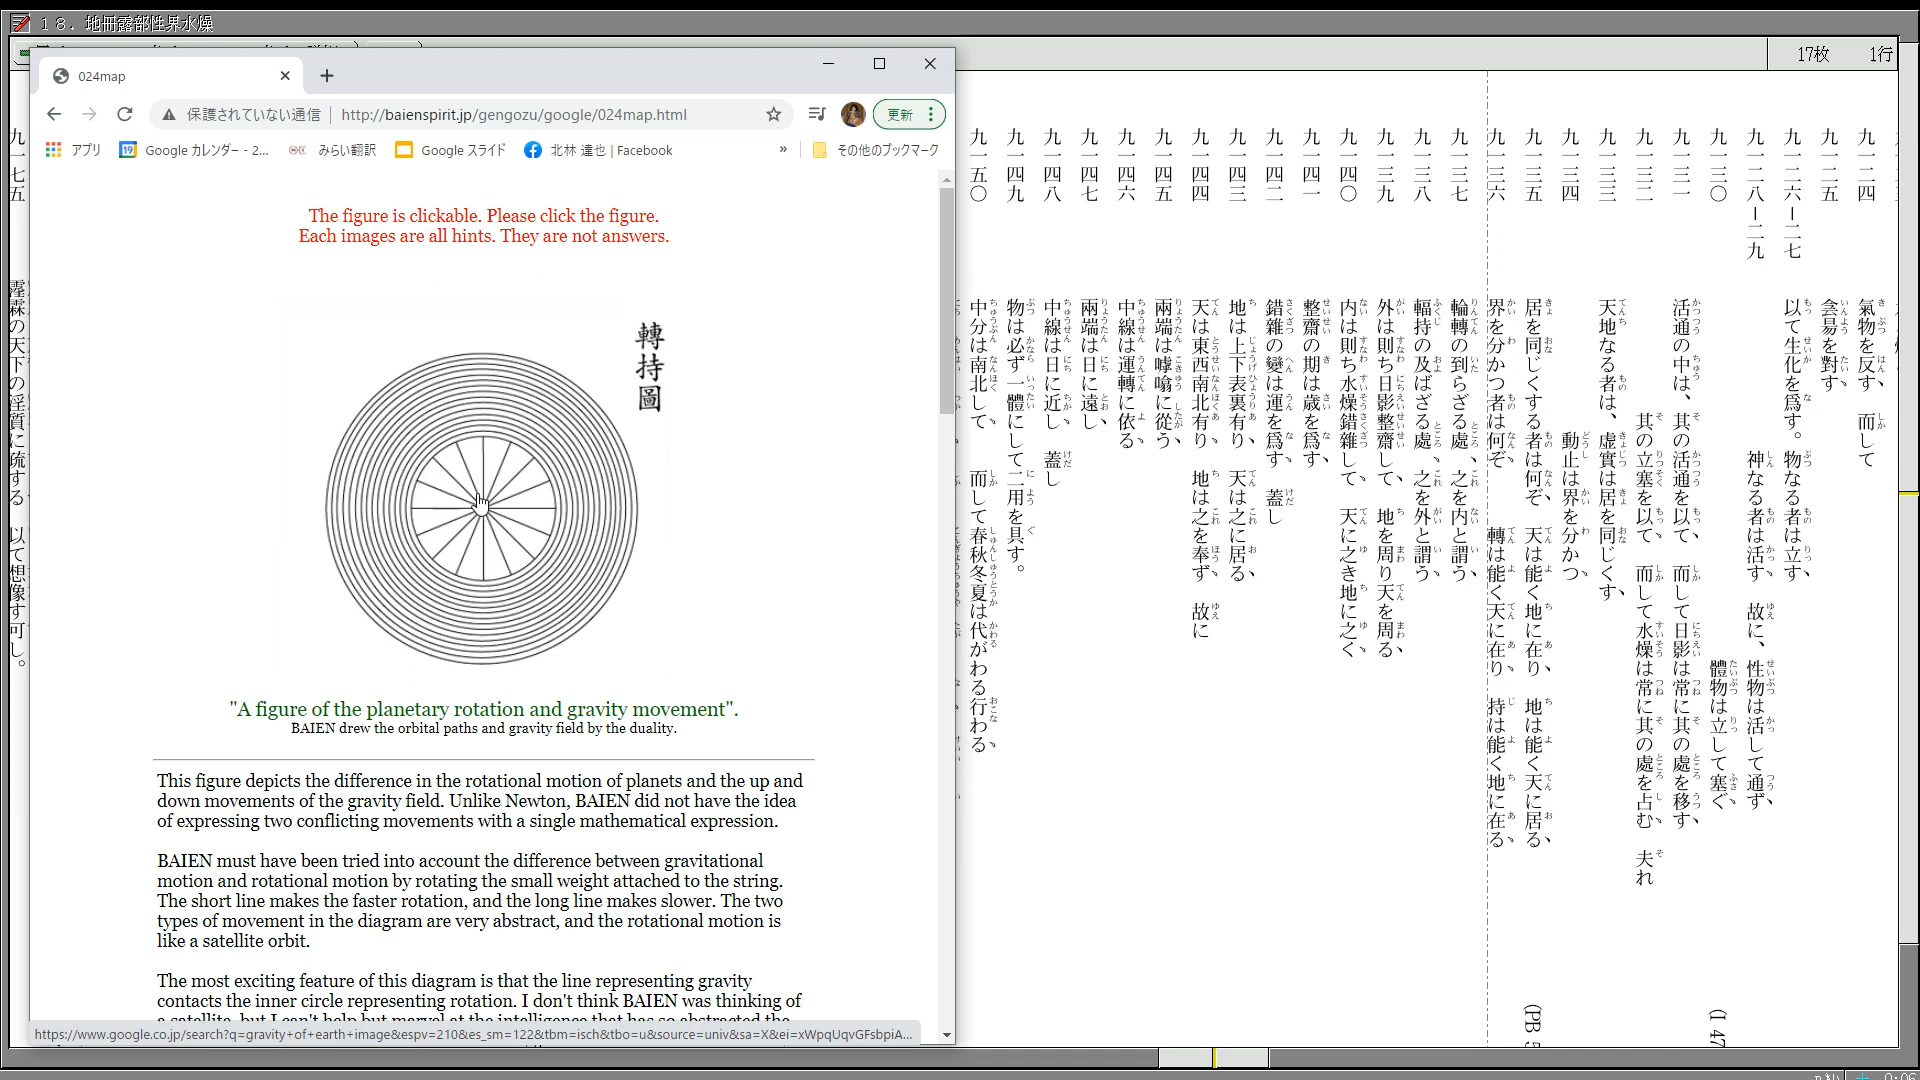 １８．地冊露部性界水燥
17枚
1行
024map
保護されていない通信
http://baienspirit.jp/gengozu/google/024map.html
更新
アプリ
Google カレンダー - 2...
みらい翻訳
Google スライド
北林 達也 | Facebook
»
その他のブックマーク
The figure is clickable. Please click the figure.
Each images are all hints. They are not answers.
轉持圖
"A figure of the planetary rotation and gravity movement".
BAIEN drew the orbital paths and gravity field by the duality.
This figure depicts the difference in the rotational motion of planets and the up and
down movements of the gravity field. Unlike Newton, BAIEN did not have the idea
of expressing two conflicting movements with a single mathematical expression.
BAIEN must have been tried into account the difference between gravitational
motion and rotational motion by rotating the small weight attached to the string.
The short line makes the faster rotation, and the long line makes slower. The two
types of movement in the diagram are very abstract, and the rotational motion is
like a satellite orbit.
The most exciting feature of this diagram is that the line representing gravity
contacts the inner circle representing rotation. I don't think BAIEN was thinking of
a satellite, but I can't help but marvel at the intelligence that has so abstracted the
https://www.google.co.jp/search?q=gravity+of+earth+image&espv=210&es_sm=122&tbm=isch&tbo=u&source=univ&sa=X&ei=xWpqUqvGFsbpiA...
九一二四 氣物を反す、 而して
九一二五 雲昜を對す
九一二六－二七 以て生化を爲す。物なる者は立す、
九一二八－二九 神なる者は活す、 故に、性物は活して通ず、
九一三〇 體物は立して塞ぐ、
九一三一 活通の中は、其の活通を以て、 而して日影は常に其の處を移す、
九一三二 其の立塞を以て、 而して水燥は常に其の處を占む、 夫れ
九一三三 天地なる者は、虛實は居を同じくす、
九一三四 動止は界を分かつ、
九一三五 居を同じくする者は何ぞ、 天は能く地に在り、 地は能く天に居る、
九一三六 界を分かつ者は何ぞ、 轉は能く天に在り、 持は能く地に在る、
九一三七 輪轉の到らざる處、之を内と謂う、
九一三八 輻持の及ばざる處、之を外と謂う、
九一三九 外は則ち日影整齋して、 地を周り天を周る、
九一四〇 内は則ち水燥錯雜して、 天に之き地に之く、
九一四一 整齋の期は歳を爲す、
九一四二 錯雜の變は運を爲す、 蓋し
九一四三 地は上下表裏有り、 天は之に居る、
九一四四 天は東西南北有り、 地は之を奉ず、 故に
九一四五 兩端は噓噏に從う、
九一四六 中線は運轉に依る、
九一四七 兩端は日に遠し、
九一四八 中線は日に近し、 蓋し
九一四九 物は必ず一體にして二用を具す。
九一五〇 中分は南北して、 而して春秋冬夏は代がわる行わる、
九一七五 霪霖の天下の淫質に疏する、以て想像す可し。
(PB 5
(I 47